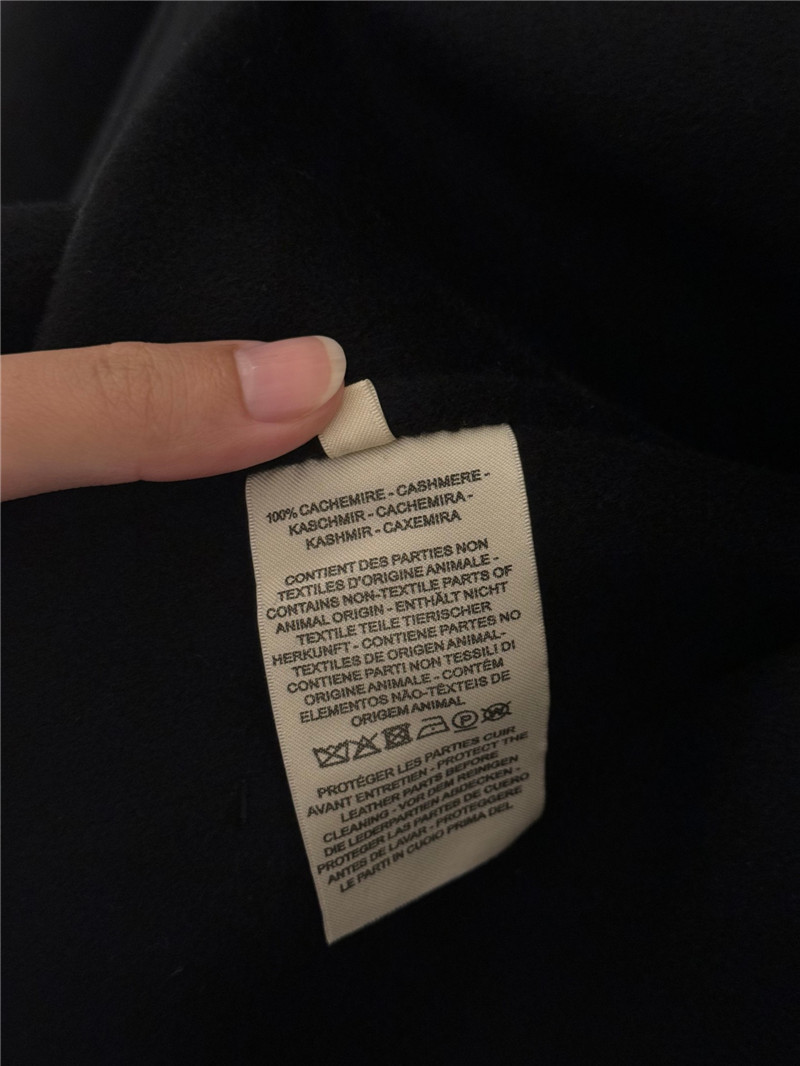 100% CACHEMIRE - CASHMERE -
KASCHMIR - CACHEMIRA -
KASHMIR - CAXEMIRA
CONTIENT DES PARTIES NON
TEXTILES D'ORIGINE ANIMALE -
CONTAINS NON-TEXTILE PARTS OF
ANIMAL ORIGIN - ENTHÄLT NICHT
TEXTILE TEILE TIERISCHER
HERKUNFT - CONTIENE PARTES NO
TEXTILES DE ORIGEN ANIMAL-
CONTIENE PARTI NON TESSILI DI
ORIGINE ANIMALE - CONTÉM
ELEMENTOS NÃO-TÊXTEIS DE
ORIGEM ANIMAL
P W
PROTÉGER LES PARTIES CUIR
AVANT ENTRETIEN - PROTECT THE
LEATHER PARTS BEFORE
CLEANING - VOR DEM REINIGEN
DIE LEDERPARTIEN ABDECKEN -
PROTEGER LAS PARTES DE CUERO
ANTES DE LAVAR - PROTEGGERE
LE PARTI IN CUOIO PRIMA DEL